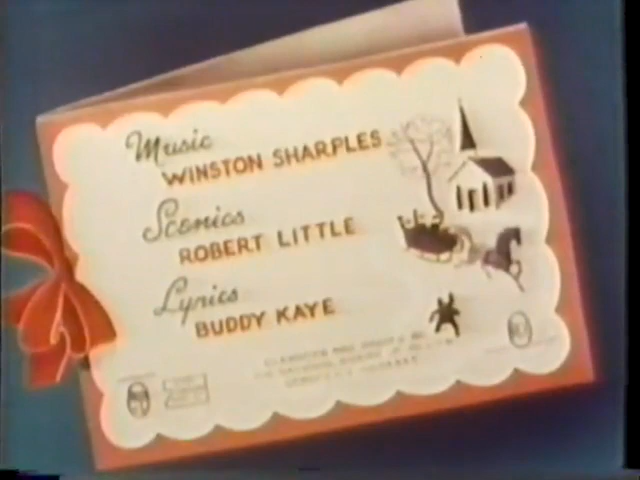 Music
WINSTON SHARPLES
Scenics
ROBERT LITTLE
Lyrics
BUDDY KAYE